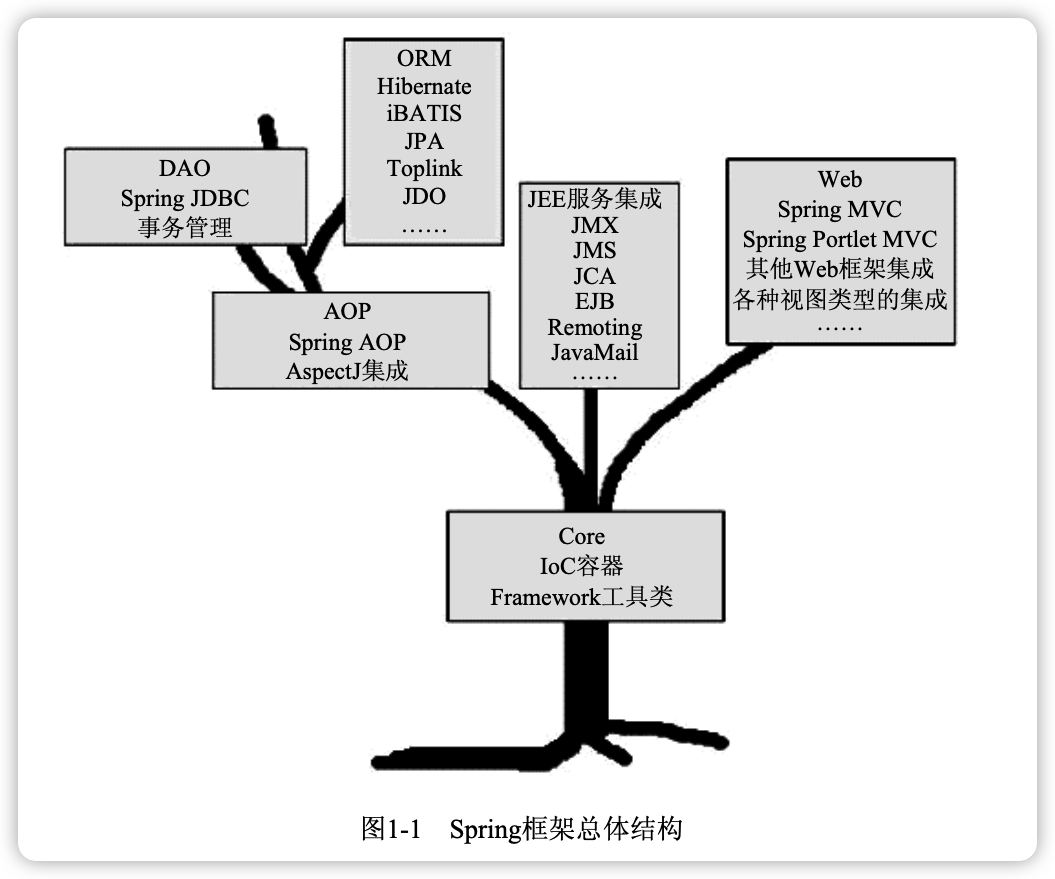 ORM
Hibernate
iBATIS
JPA
Toplink
JDO
……
DAO
Spring JDBC
事务管理
JEE服务集成
JMX
JMS
JCA
EJB
Remoting
JavaMail
……
Web
Spring MVC
Spring Portlet MVC
其他Web框架集成
各种视图类型的集成
……
AOP
Spring AOP
AspectJ集成
Core
IoC容器
Framework工具类
图1-1 Spring框架总体结构